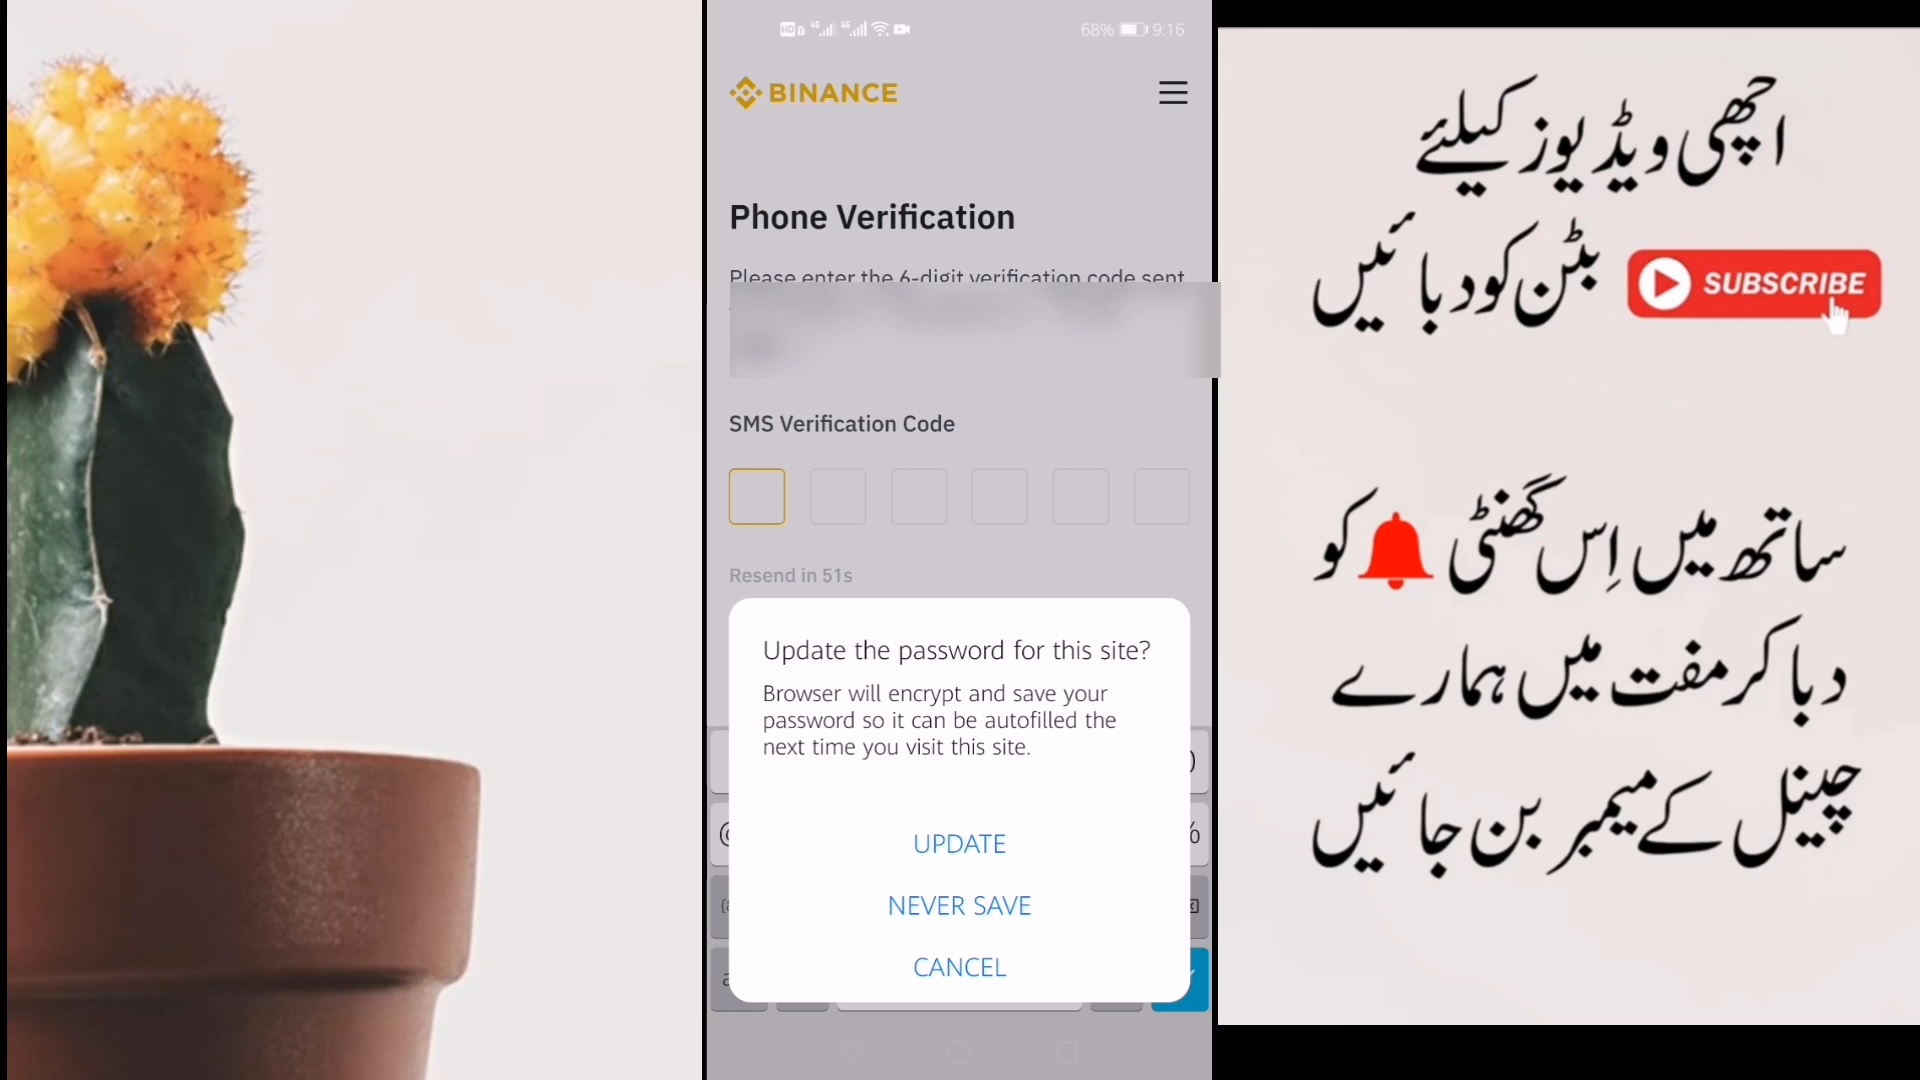 68% 9:16
BINANCE
Phone Verification
Please enter the 6-digit verification code sent
SMS Verification Code
Resend in 51s
Update the password for this site?
Browser will encrypt and save your
password so it can be autofilled the
next time you visit this site.
UPDATE
NEVER SAVE
CANCEL
اچھی ویڈیوز کیلئے
SUBSCRIBE بٹن کو دبائیں
ساتھ میں اِس گھنٹی کو
دبا کر مفت میں ہمارے
چینل کے میمبر بن جائیں